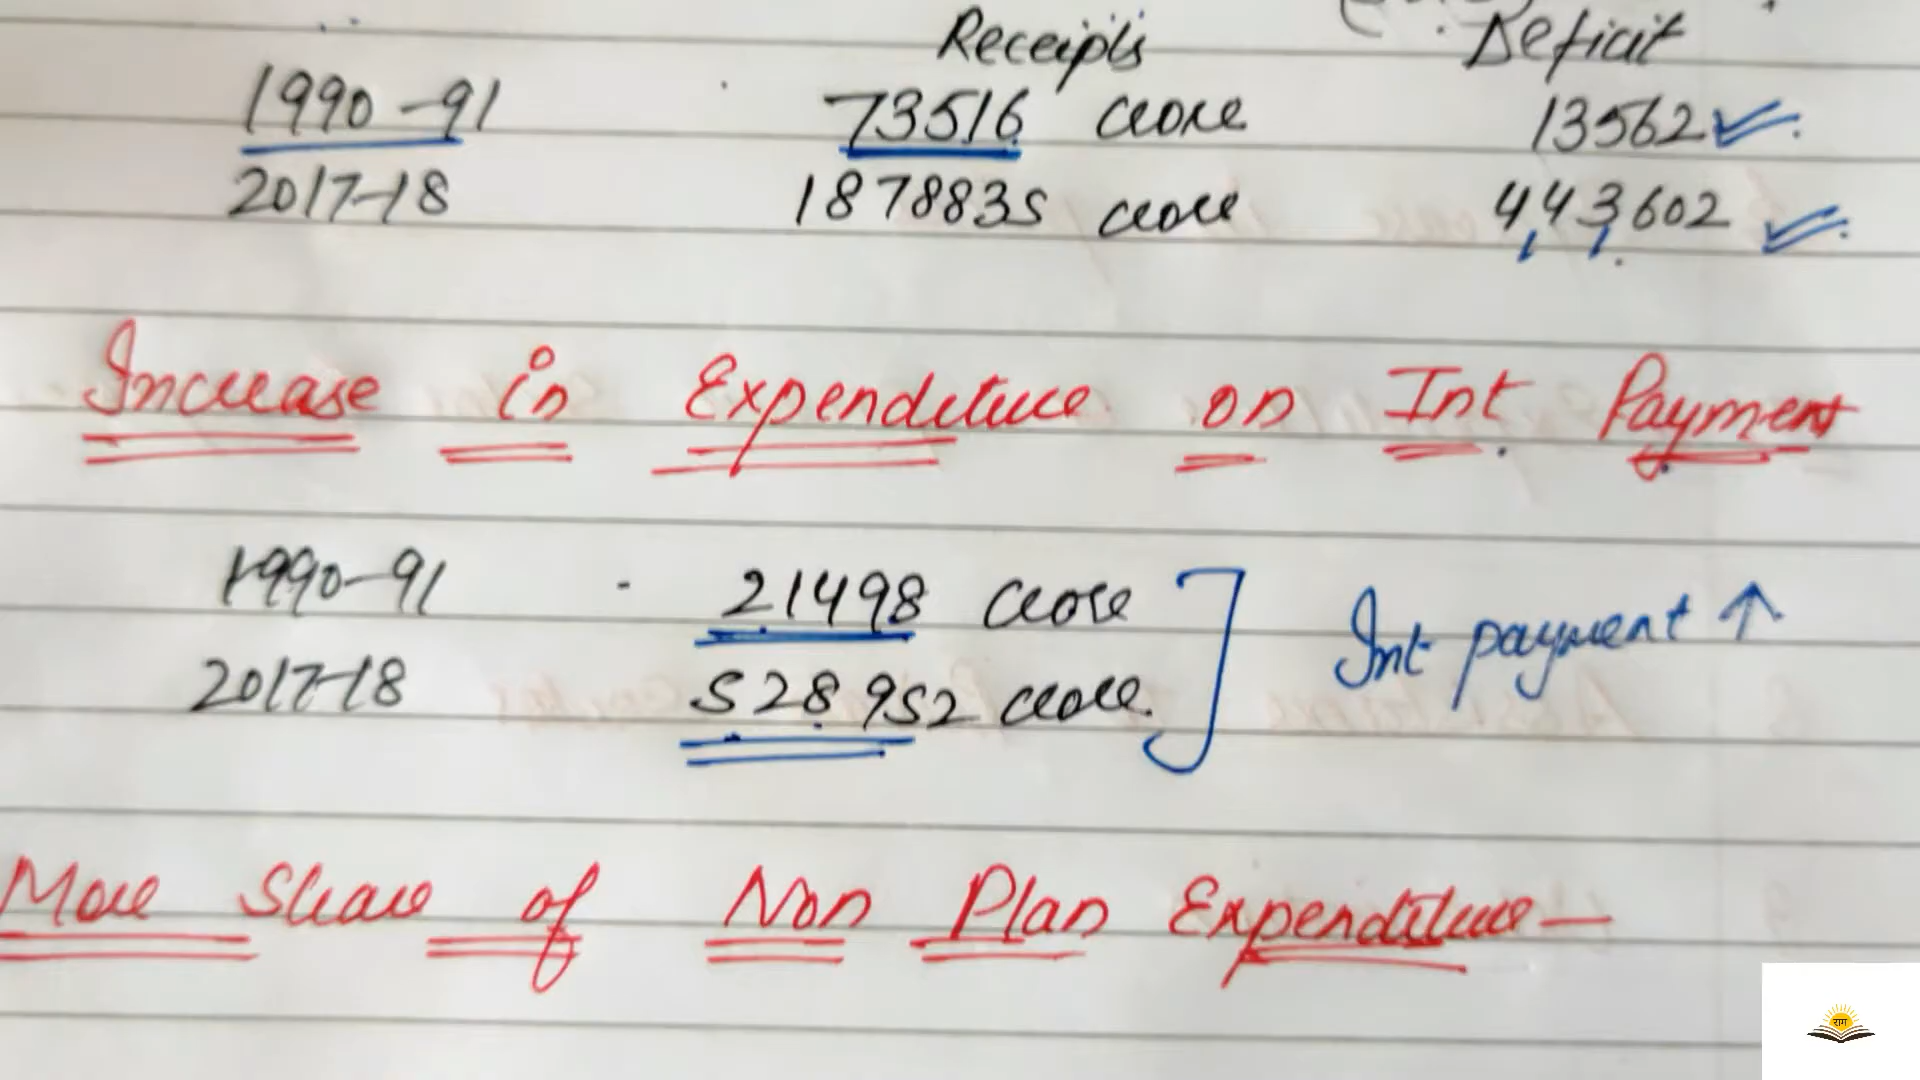 Receipts Deficit
1990-91 73516 crore 13562
2017-18 1878835 crore 4,43,602
Increase in Expenditure on Int Payment
1990-91 - 21498 crore
2017-18 528952 crore.
Int payment ↑
More Share of Non Plan Expenditure —
राम